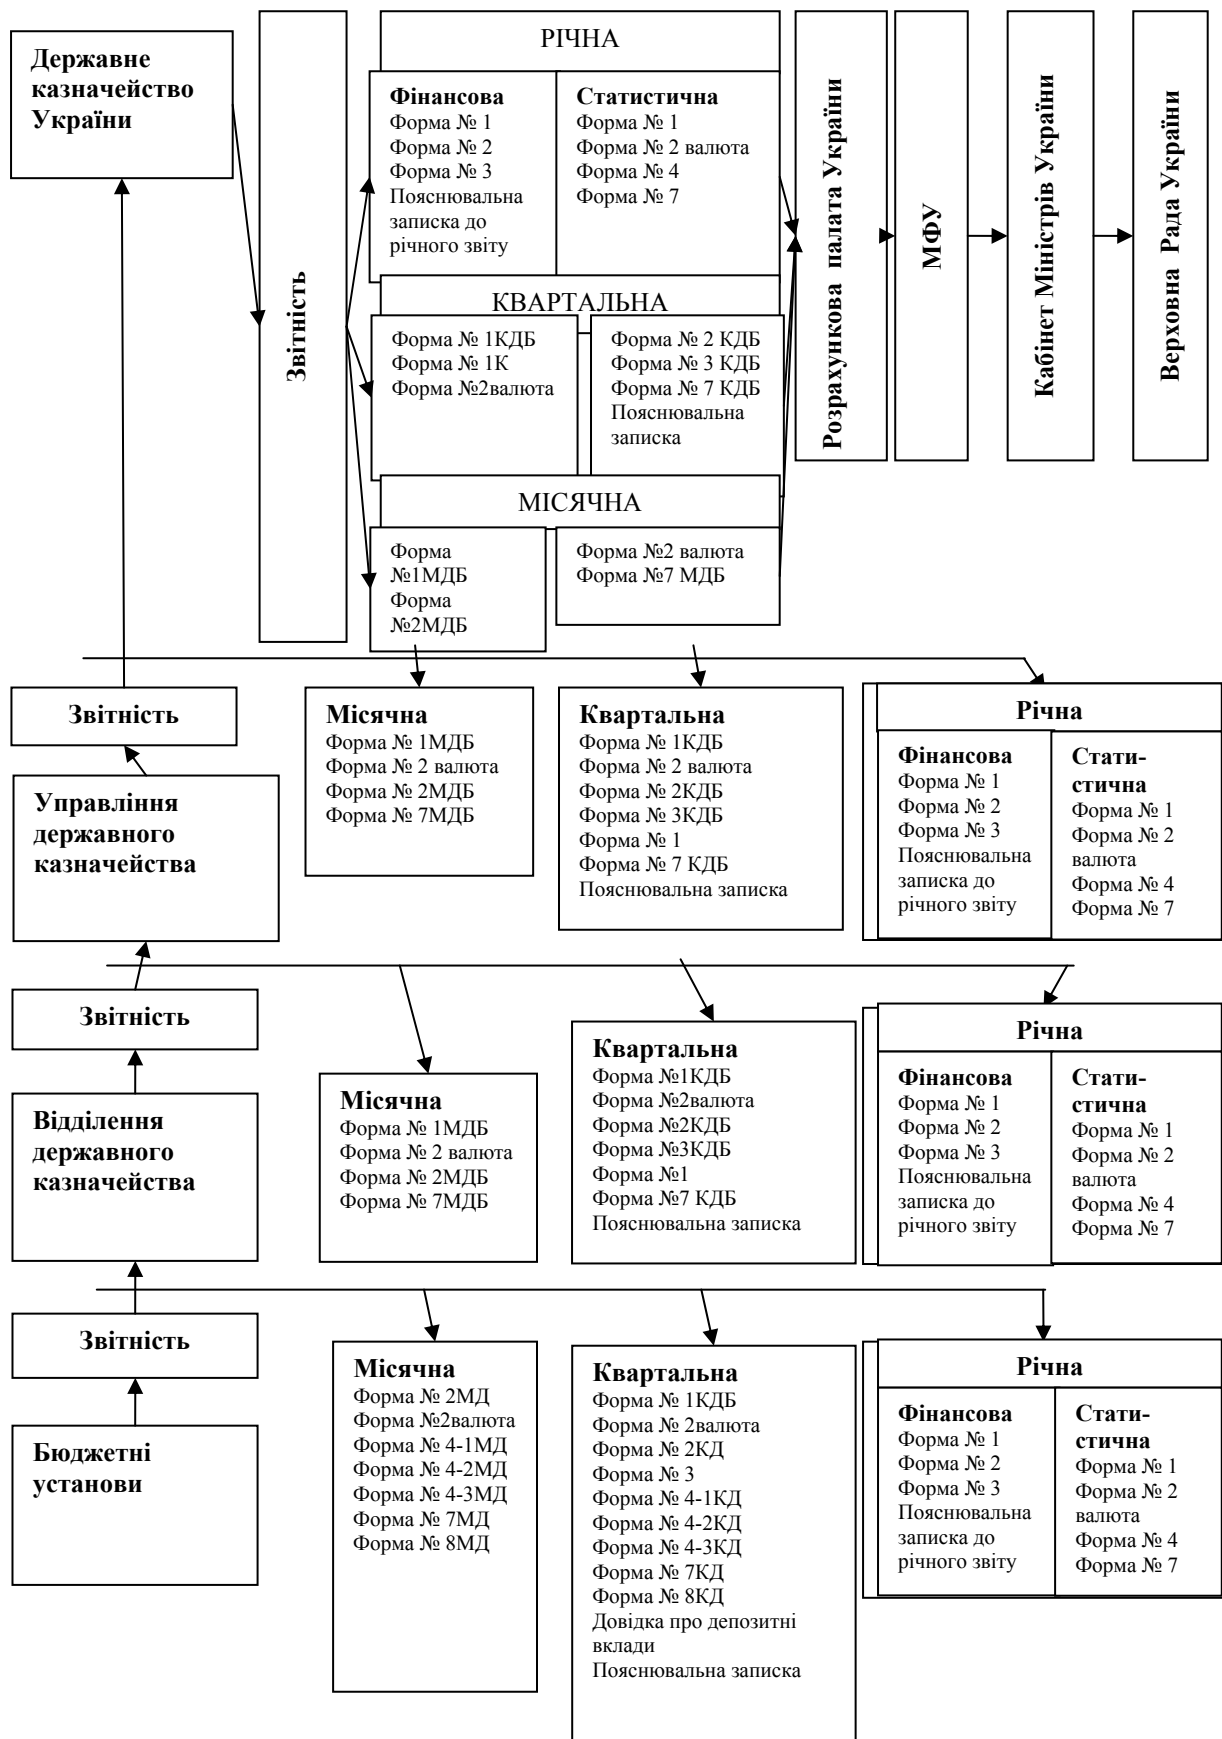 Державне
казначейство
України
Звітність
РІЧНА
Фінансова
Форма № 1
Форма № 2
Форма № 3
Пояснювальна
записка до
річного звіту
Статистична
Форма № 1
Форма № 2 валюта
Форма № 4
Форма № 7
КВАРТАЛЬНА
Форма № 1КДБ
Форма № 1К
Форма №2валюта
Форма № 2 КДБ
Форма № 3 КДБ
Форма № 7 КДБ
Пояснювальна
записка
МІСЯЧНА
Форма
№1МДБ
Форма
№2МДБ
Форма №2 валюта
Форма №7 МДБ
Розрахункова палата України
МФУ
Кабінет Міністрів України
Верховна Рада України
Звітність
Управління
державного
казначейства
Місячна
Форма № 1МДБ
Форма № 2 валюта
Форма № 2МДБ
Форма № 7МДБ
Квартальна
Форма № 1КДБ
Форма № 2 валюта
Форма № 2КДБ
Форма № 3КДБ
Форма № 1
Форма № 7 КДБ
Пояснювальна записка
Річна
Фінансова
Форма № 1
Форма № 2
Форма № 3
Пояснювальна
записка до
річного звіту
Стати-
стична
Форма № 1
Форма № 2
валюта
Форма № 4
Форма № 7
Звітність
Відділення
державного
казначейства
Місячна
Форма № 1МДБ
Форма № 2 валюта
Форма № 2МДБ
Форма № 7МДБ
Квартальна
Форма №1КДБ
Форма №2валюта
Форма №2КДБ
Форма №3КДБ
Форма №1
Форма №7 КДБ
Пояснювальна записка
Річна
Фінансова
Форма № 1
Форма № 2
Форма № 3
Пояснювальна
записка до
річного звіту
Стати-
стична
Форма № 1
Форма № 2
валюта
Форма № 4
Форма № 7
Звітність
Бюджетні
установи
Місячна
Форма № 2МД
Форма №2валюта
Форма № 4-1МД
Форма № 4-2МД
Форма № 4-3МД
Форма № 7МД
Форма № 8МД
Квартальна
Форма № 1КДБ
Форма № 2валюта
Форма № 2КД
Форма № 3
Форма № 4-1КД
Форма № 4-2КД
Форма № 4-3КД
Форма № 7КД
Форма № 8КД
Довідка про депозитні
вклади
Пояснювальна записка
Річна
Фінансова
Форма № 1
Форма № 2
Форма № 3
Пояснювальна
записка до
річного звіту
Стати-
стична
Форма № 1
Форма № 2
валюта
Форма № 4
Форма № 7